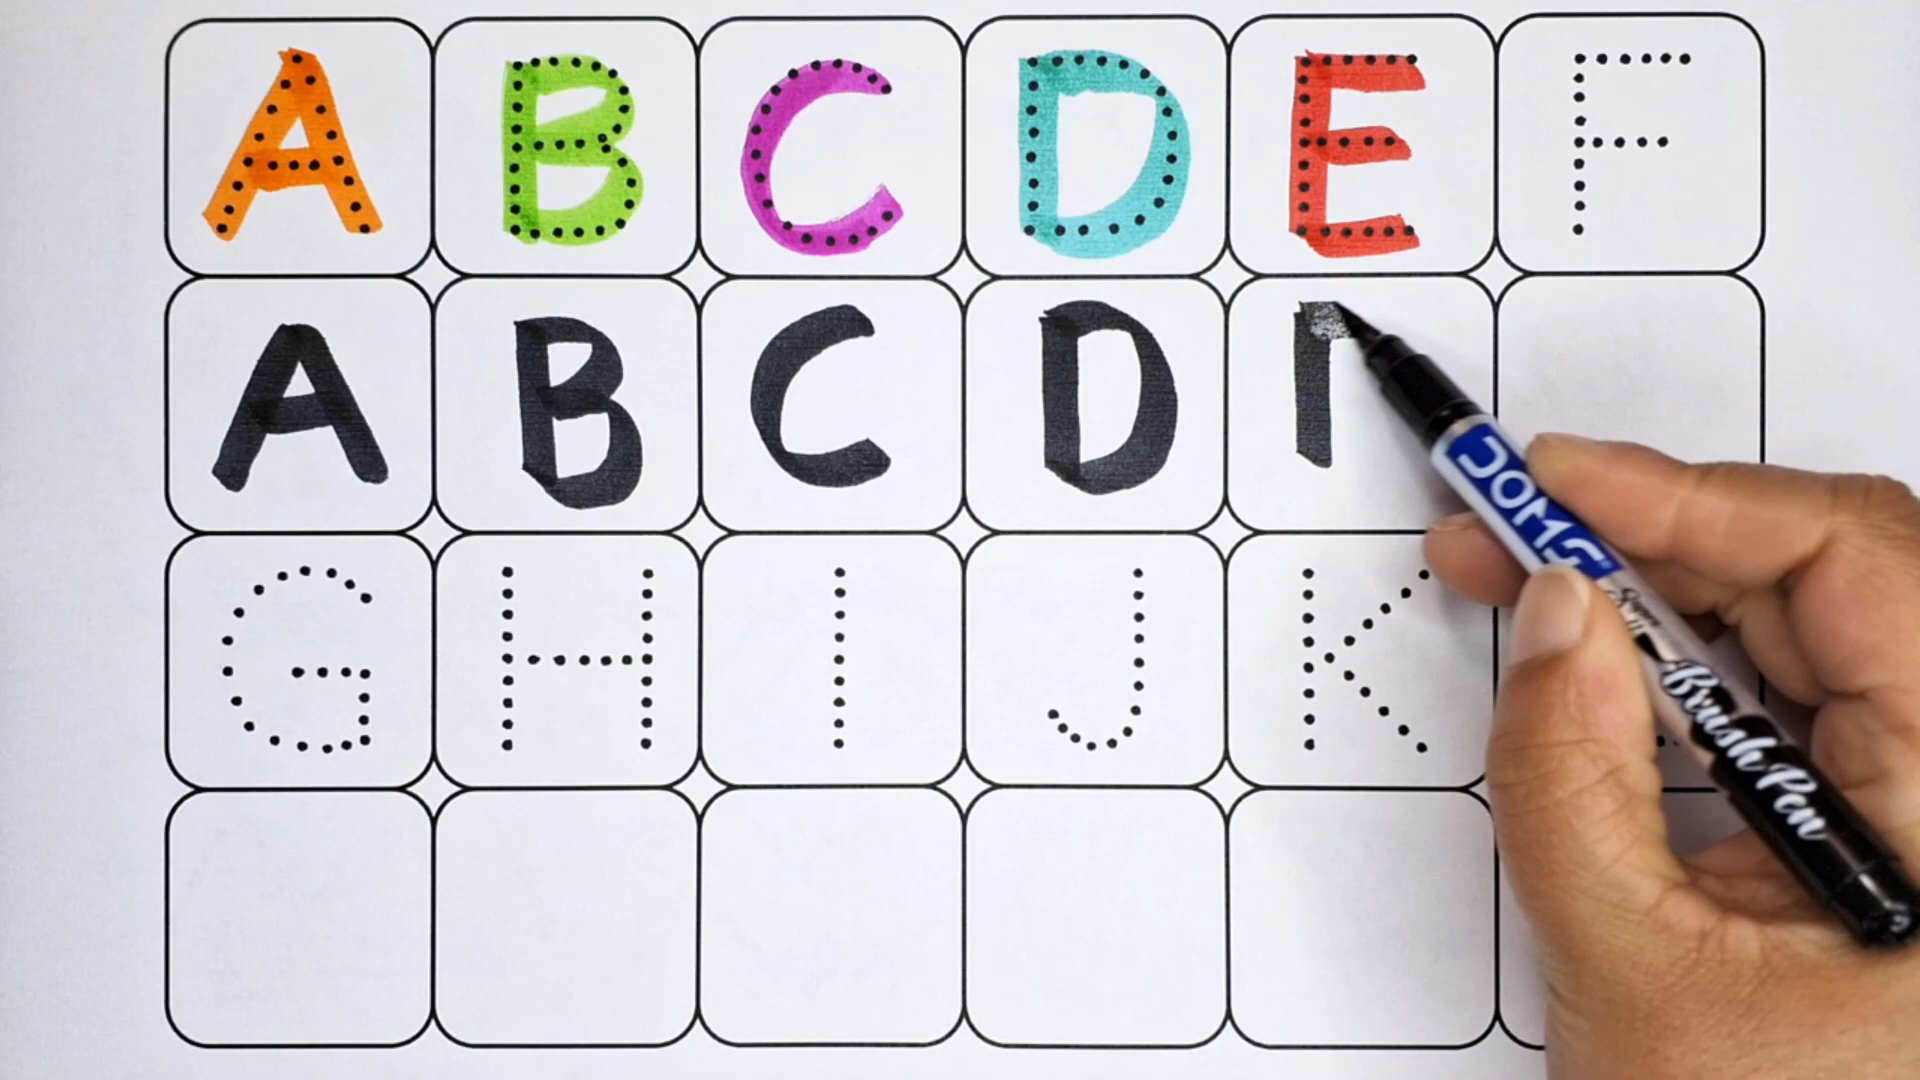 A B C D E F
A B C D
G H I J K
DOMS
Brush Pen